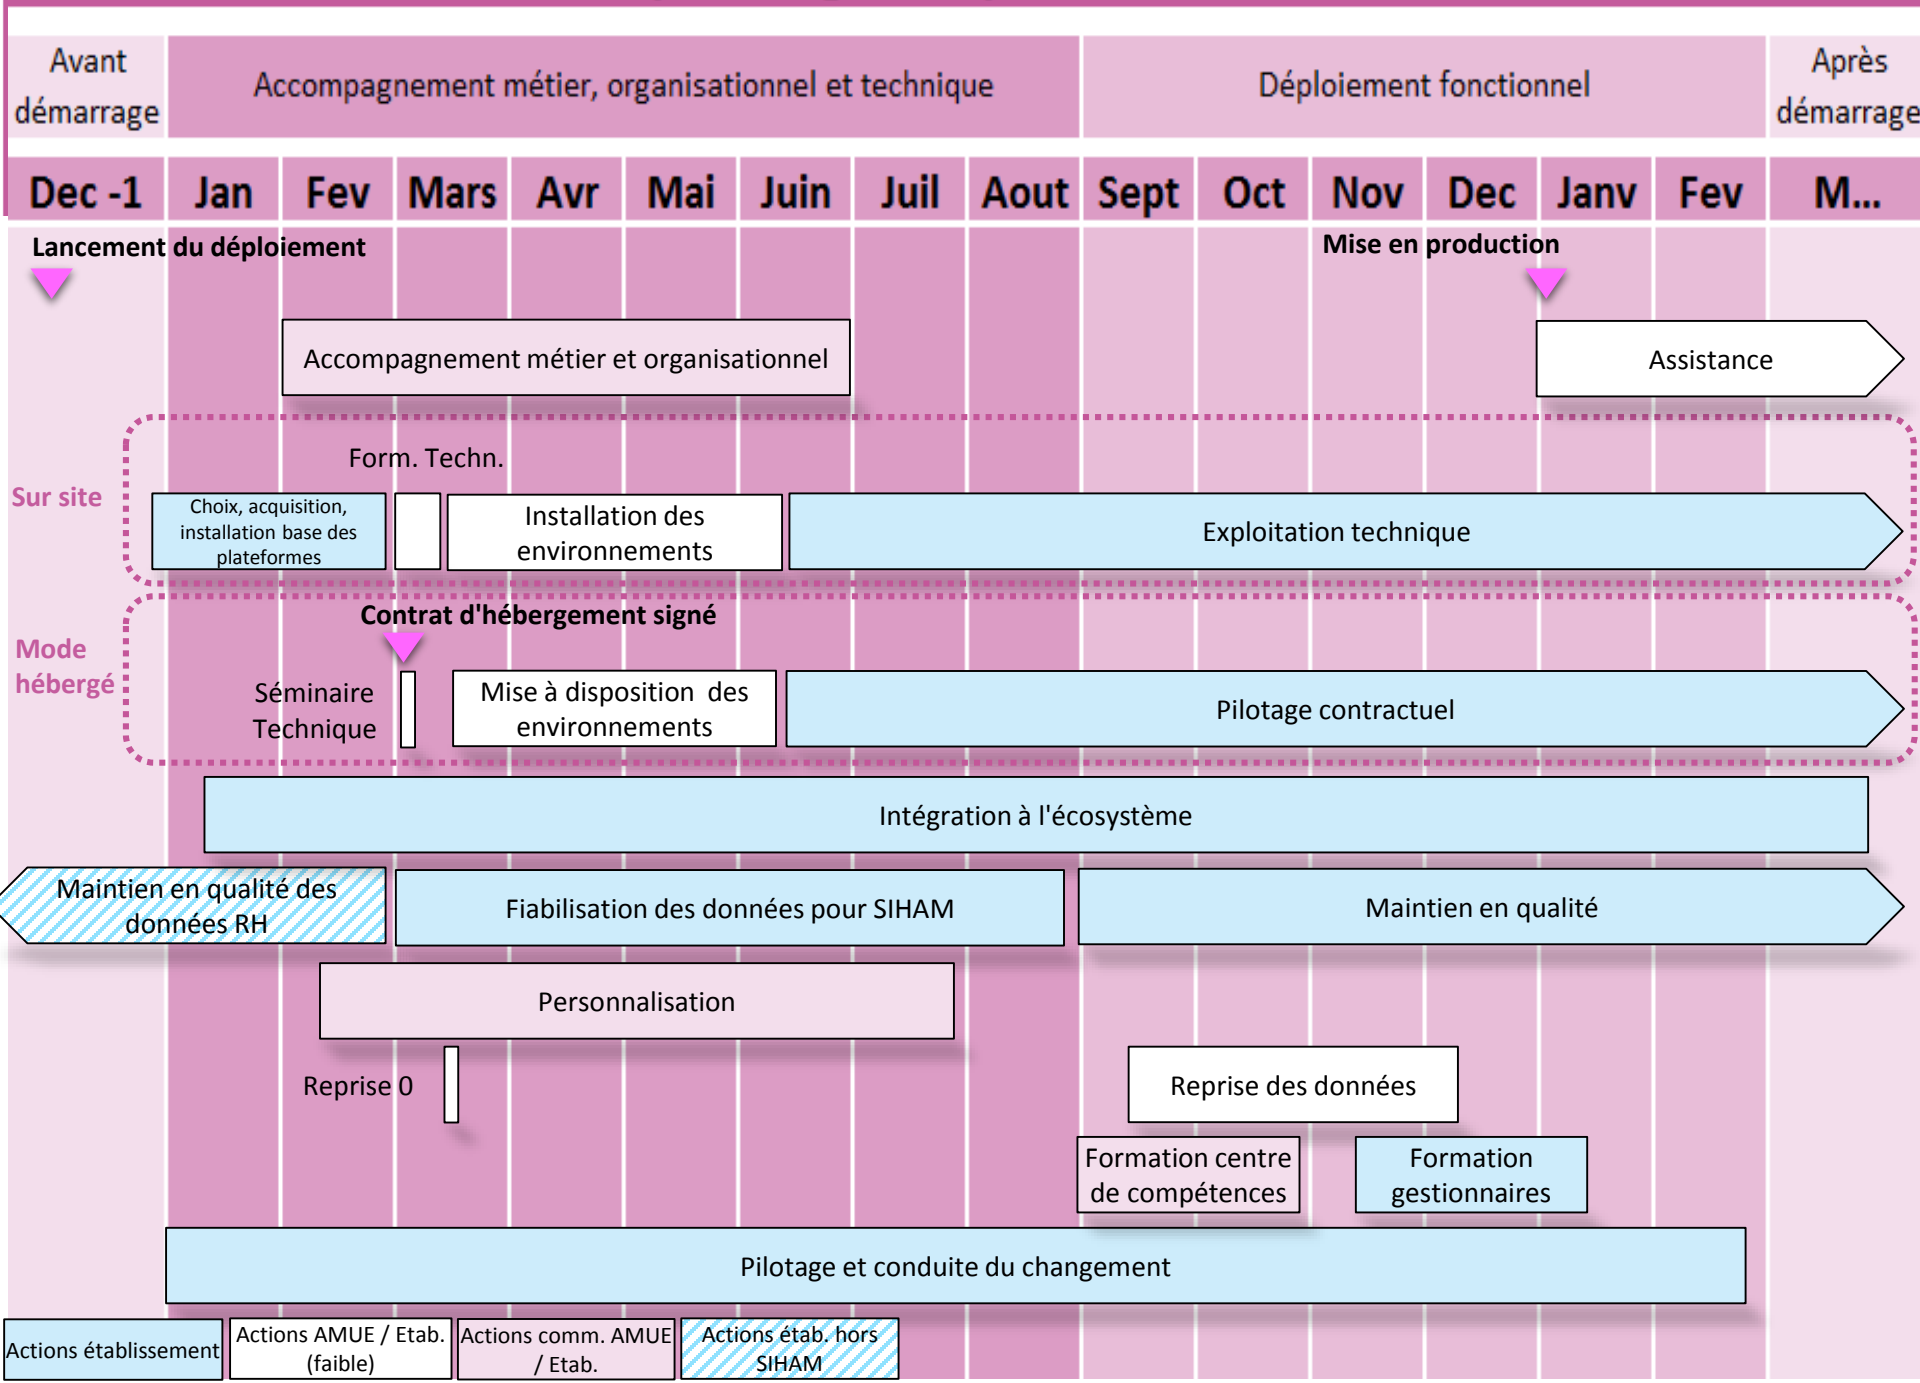 Avant
démarrage
Accompagnement métier, organisationnel et technique
Déploiement fonctionnel
Après
démarrage
Dec -1 Jan Fev Mars Avr Mai Juin Juil Aout Sept Oct Nov Dec Janv Fev M...
Lancement du déploiement
Mise en production
Accompagnement métier et organisationnel
Assistance
Form. Techn.
Sur site
Choix, acquisition,
installation base des
plateformes
Installation des
environnements
Exploitation technique
Contrat d'hébergement signé
Mode
hébergé
Séminaire
Technique
Mise à disposition des
environnements
Pilotage contractuel
Intégration à l'écosystème
Maintien en qualité des
données RH
Fiabilisation des données pour SIHAM
Maintien en qualité
Personnalisation
Reprise 0
Reprise des données
Formation centre
de compétences
Formation
gestionnaires
Pilotage et conduite du changement
Actions établissement
Actions AMUE / Etab.
(faible)
Actions comm. AMUE
/ Etab.
Actions étab. hors
SIHAM